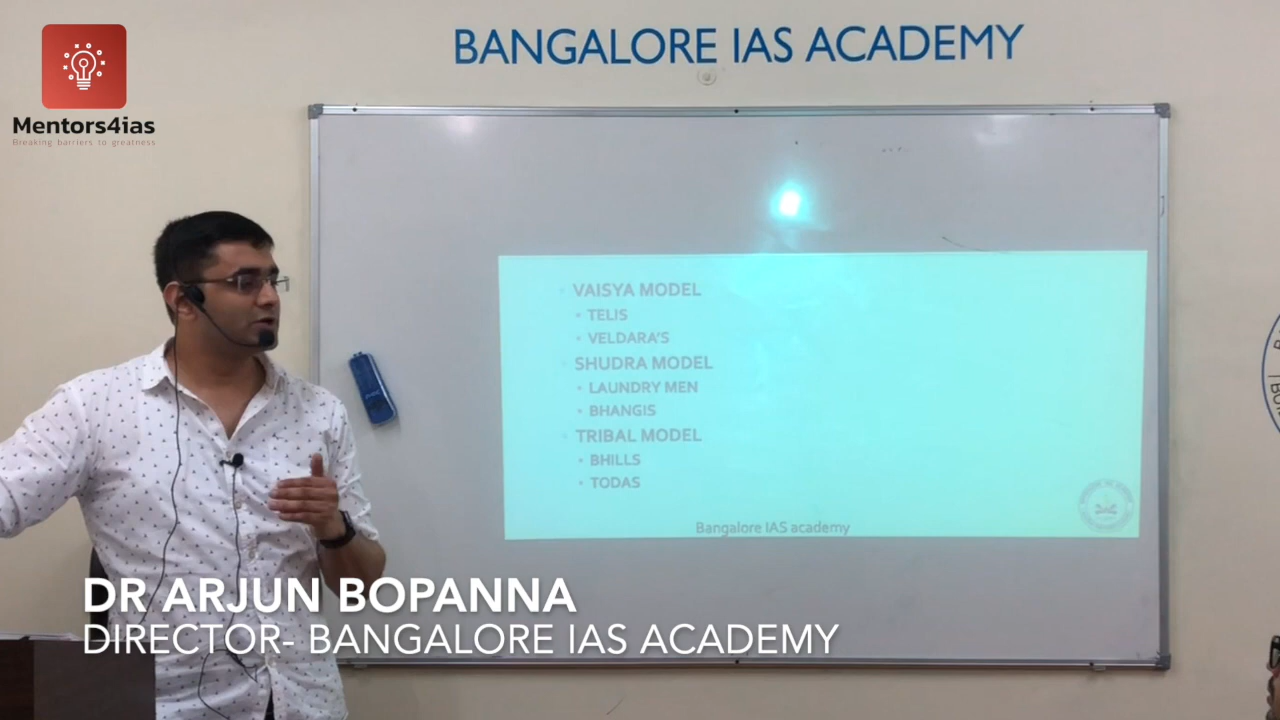 BANGALORE IAS ACADEMY
Mentors4ias
Breaking barriers to greatness
VAISYA MODEL
TELIS
VELDARA'S
SHUDRA MODEL
LAUNDRY MEN
BHANGIS
TRIBAL MODEL
BHILLS
TODAS
Bangalore IAS academy
DR ARJUN BOPANNA
DIRECTOR- BANGALORE IAS ACADEMY